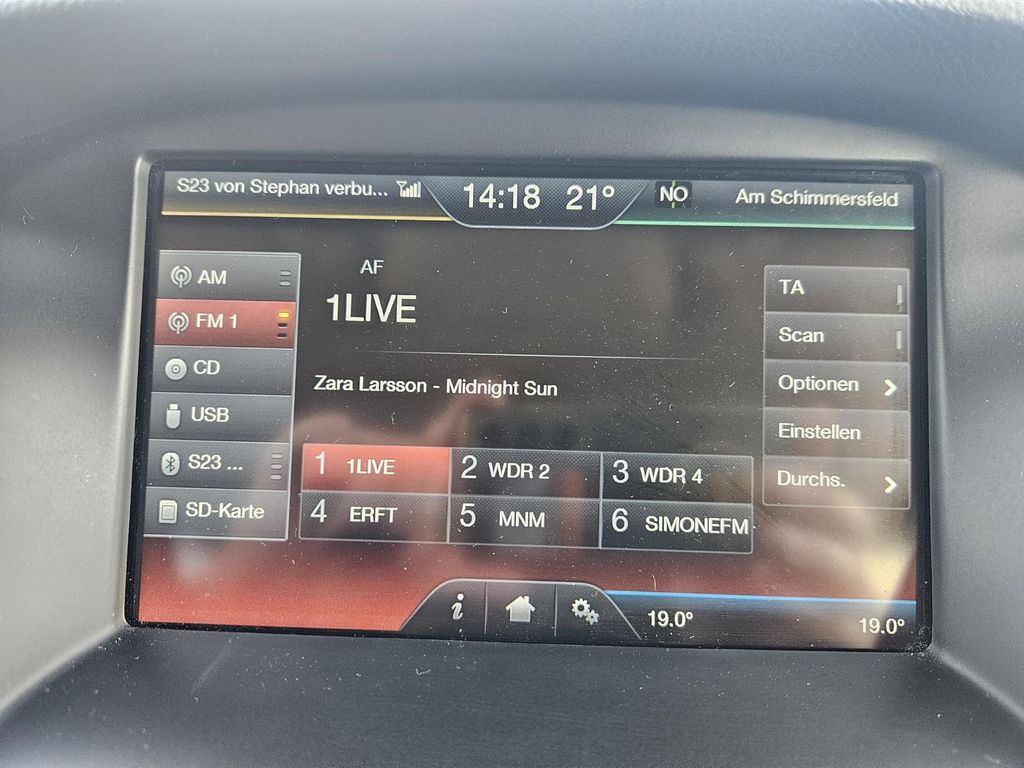 S23 von Stephan verbu...
14:18 21°
NO
Am Schimmersfeld
AM
FM 1
CD
USB
S23 ...
SD-Karte
AF
1LIVE
Zara Larsson - Midnight Sun
1 1LIVE
2 WDR 2
3 WDR 4
4 ERFT
5 MNM
6 SIMONEFM
TA
Scan
Optionen
Einstellen
Durchs.
i
19.0°
19.0°